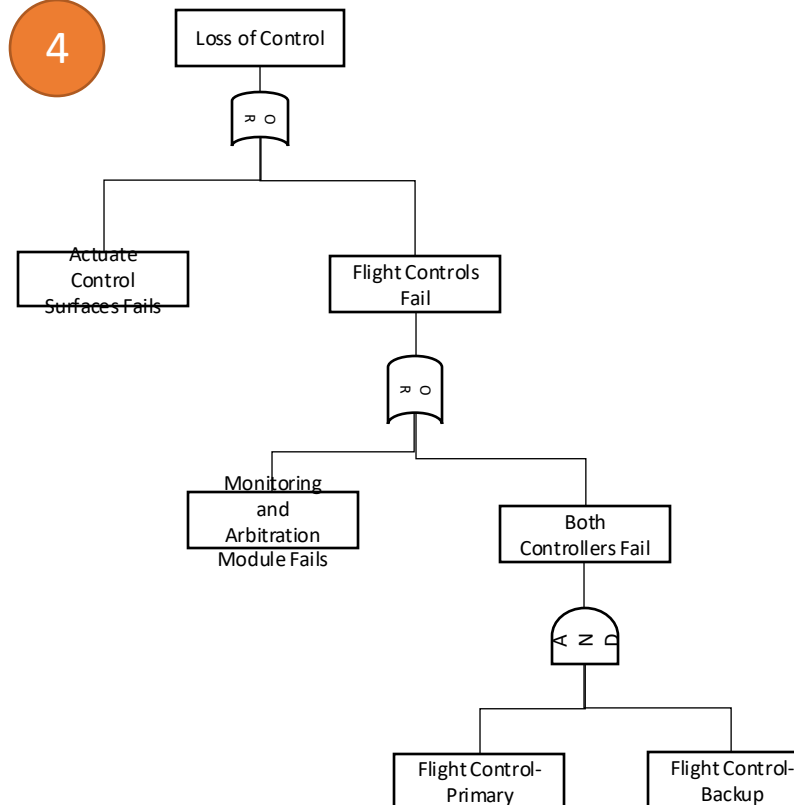 4
Loss of Control
O
R
Actuate
Control
Surfaces Fails
Flight Controls
Fail
O
R
Monitoring
and
Arbitration
Module Fails
Both
Controllers Fail
A N D
Flight Control-
Primary
Flight Control-
Backup